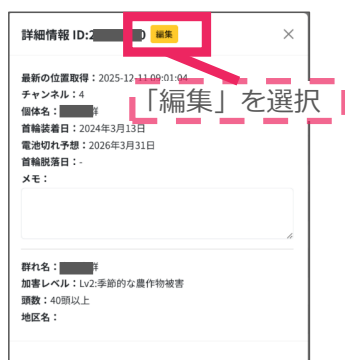 詳細情報 ID:2 編集
最新の位置取得：2025-12-11 09:01:04
チャンネル：4
個体名： 群
「編集」を選択
首輪装着日：2024年3月13日
電池切れ予想：2026年3月31日
首輪脱落日：-
メモ：
群れ名： 群
加害レベル：Lv2:季節的な農作物被害
頭数：40頭以上
地区名：